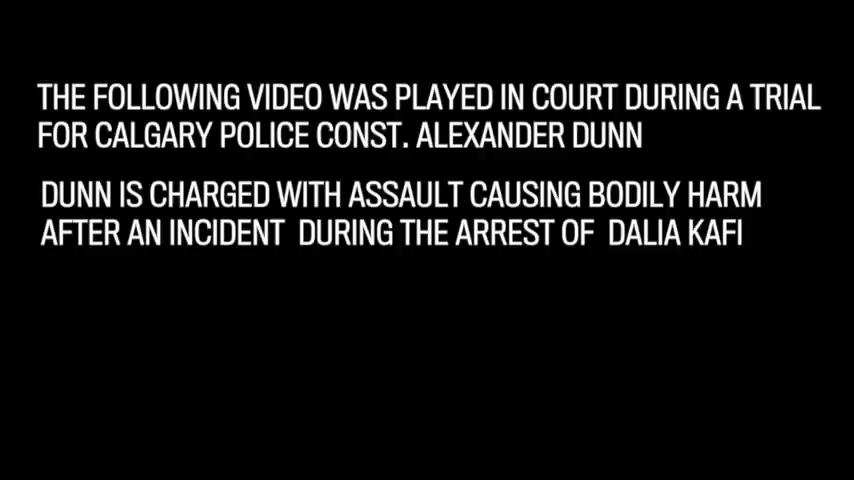 THE FOLLOWING VIDEO WAS PLAYED IN COURT DURING A TRIAL
FOR CALGARY POLICE CONST. ALEXANDER DUNN
DUNN IS CHARGED WITH ASSAULT CAUSING BODILY HARM
AFTER AN INCIDENT DURING THE ARREST OF DALIA KAFI